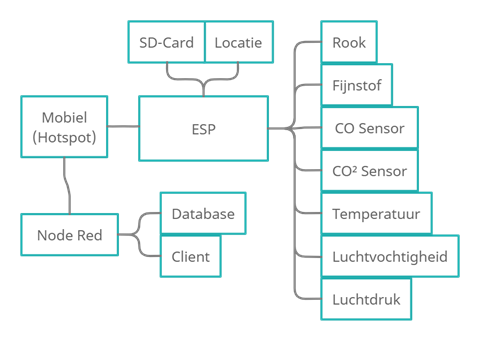 SD-Card
Locatie
Rook
Fijnstof
Mobiel
(Hotspot)
ESP
CO Sensor
CO² Sensor
Database
Temperatuur
Node Red
Client
Luchtvochtigheid
Luchtdruk